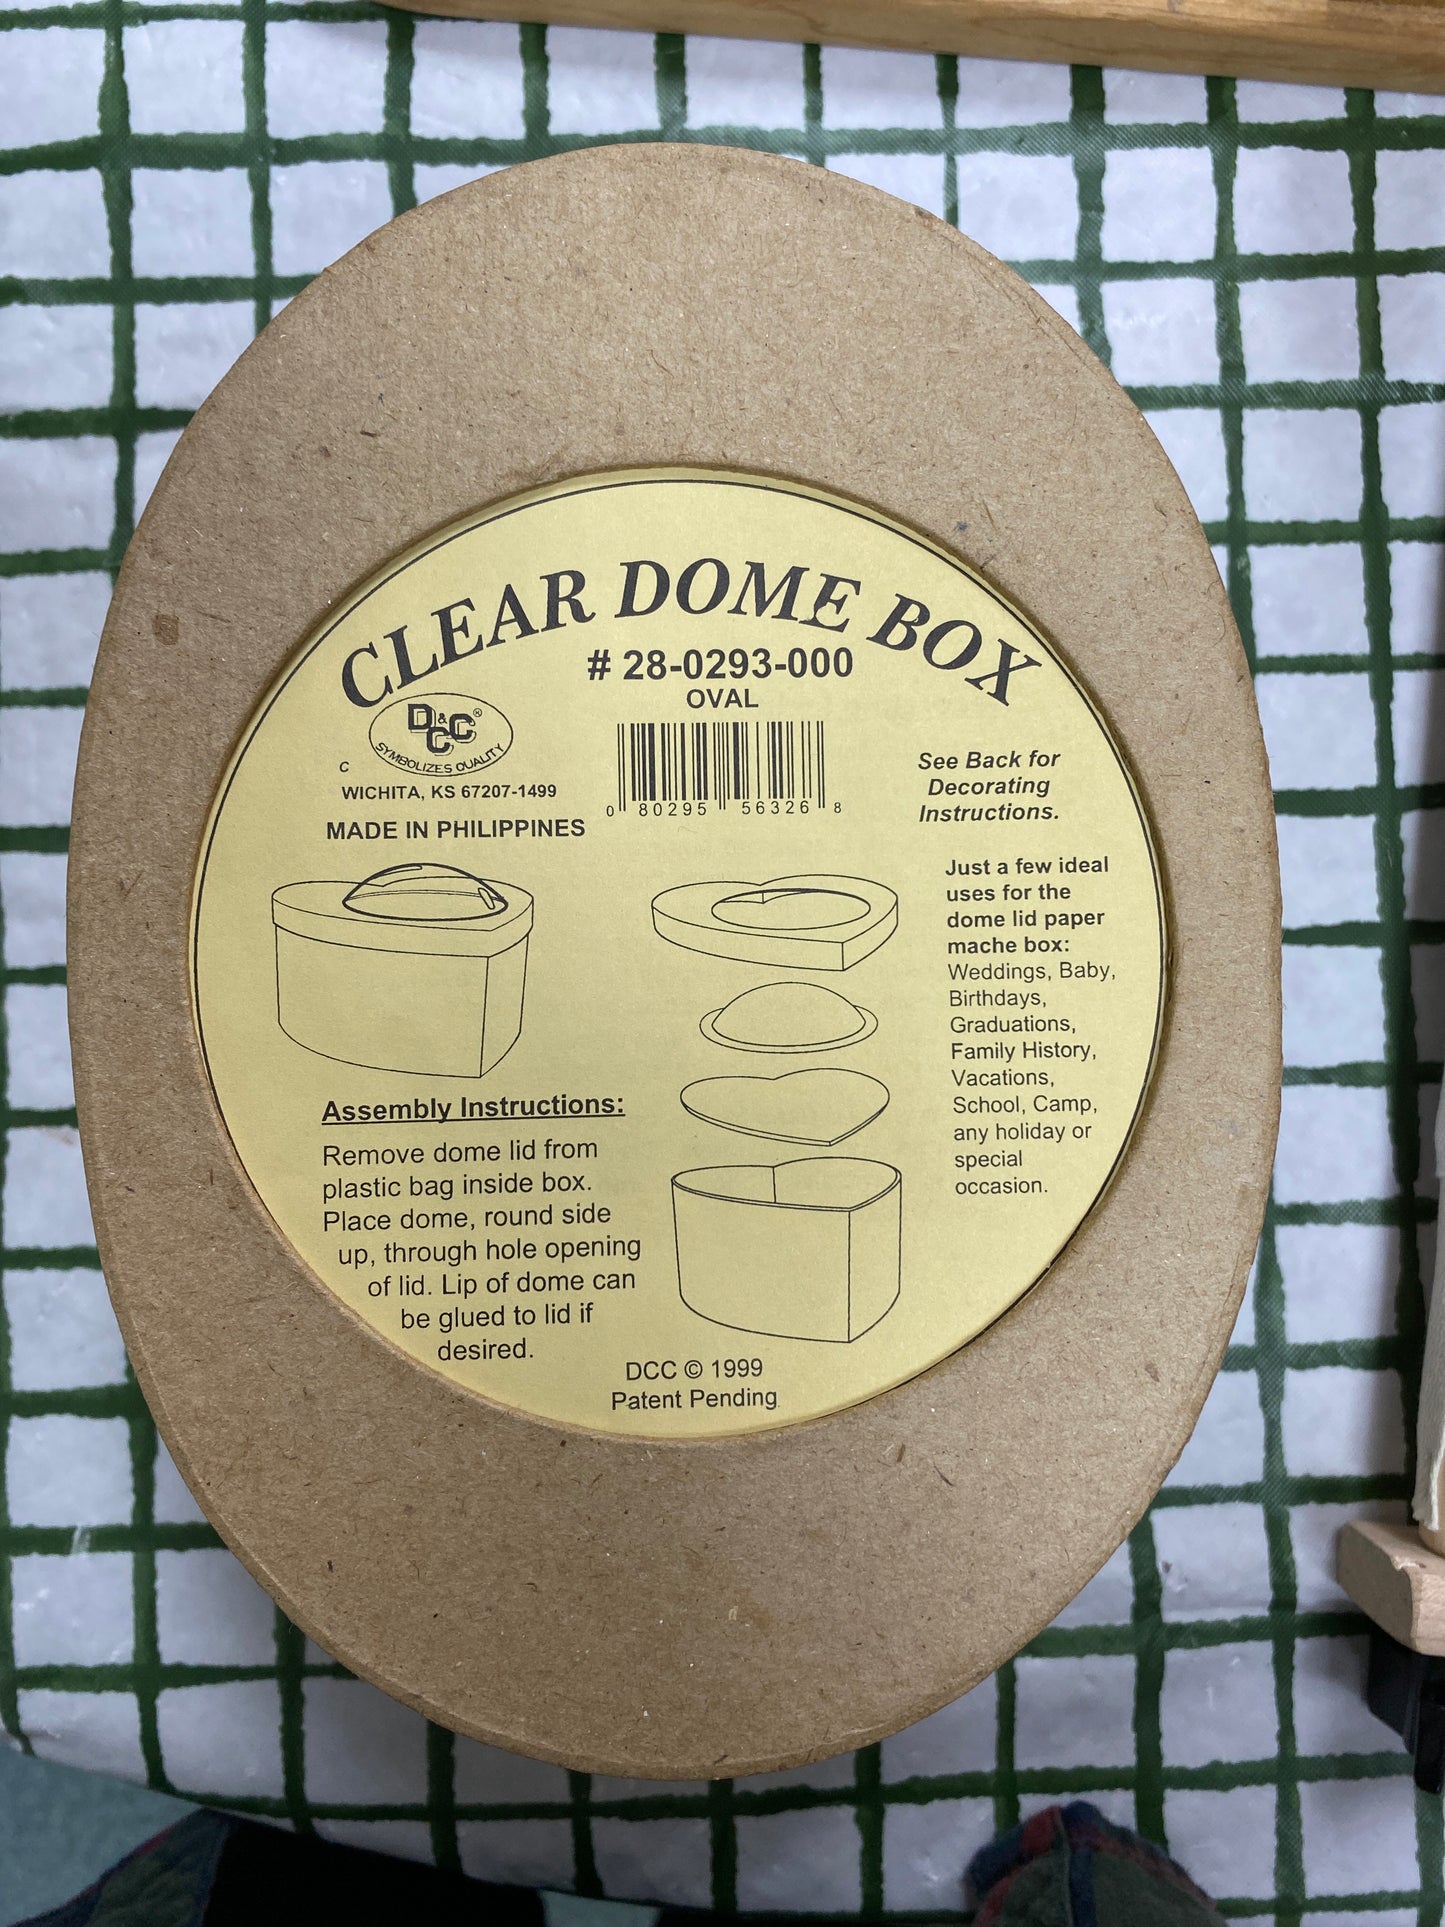 CLEAR DOME BOX
# 28-0293-000
OVAL
D&CC®
SYMBOLIZES QUALITY
C
WICHITA, KS 67207-1499
MADE IN PHILIPPINES
0 80295 56326 8
See Back for
Decorating
Instructions.
Just a few ideal
uses for the
dome lid paper
mache box:
Weddings, Baby,
Birthdays,
Graduations,
Family History,
Vacations,
School, Camp,
any holiday or
special
occasion.
Assembly Instructions:
Remove dome lid from
plastic bag inside box.
Place dome, round side
up, through hole opening
of lid. Lip of dome can
be glued to lid if
desired.
DCC © 1999
Patent Pending